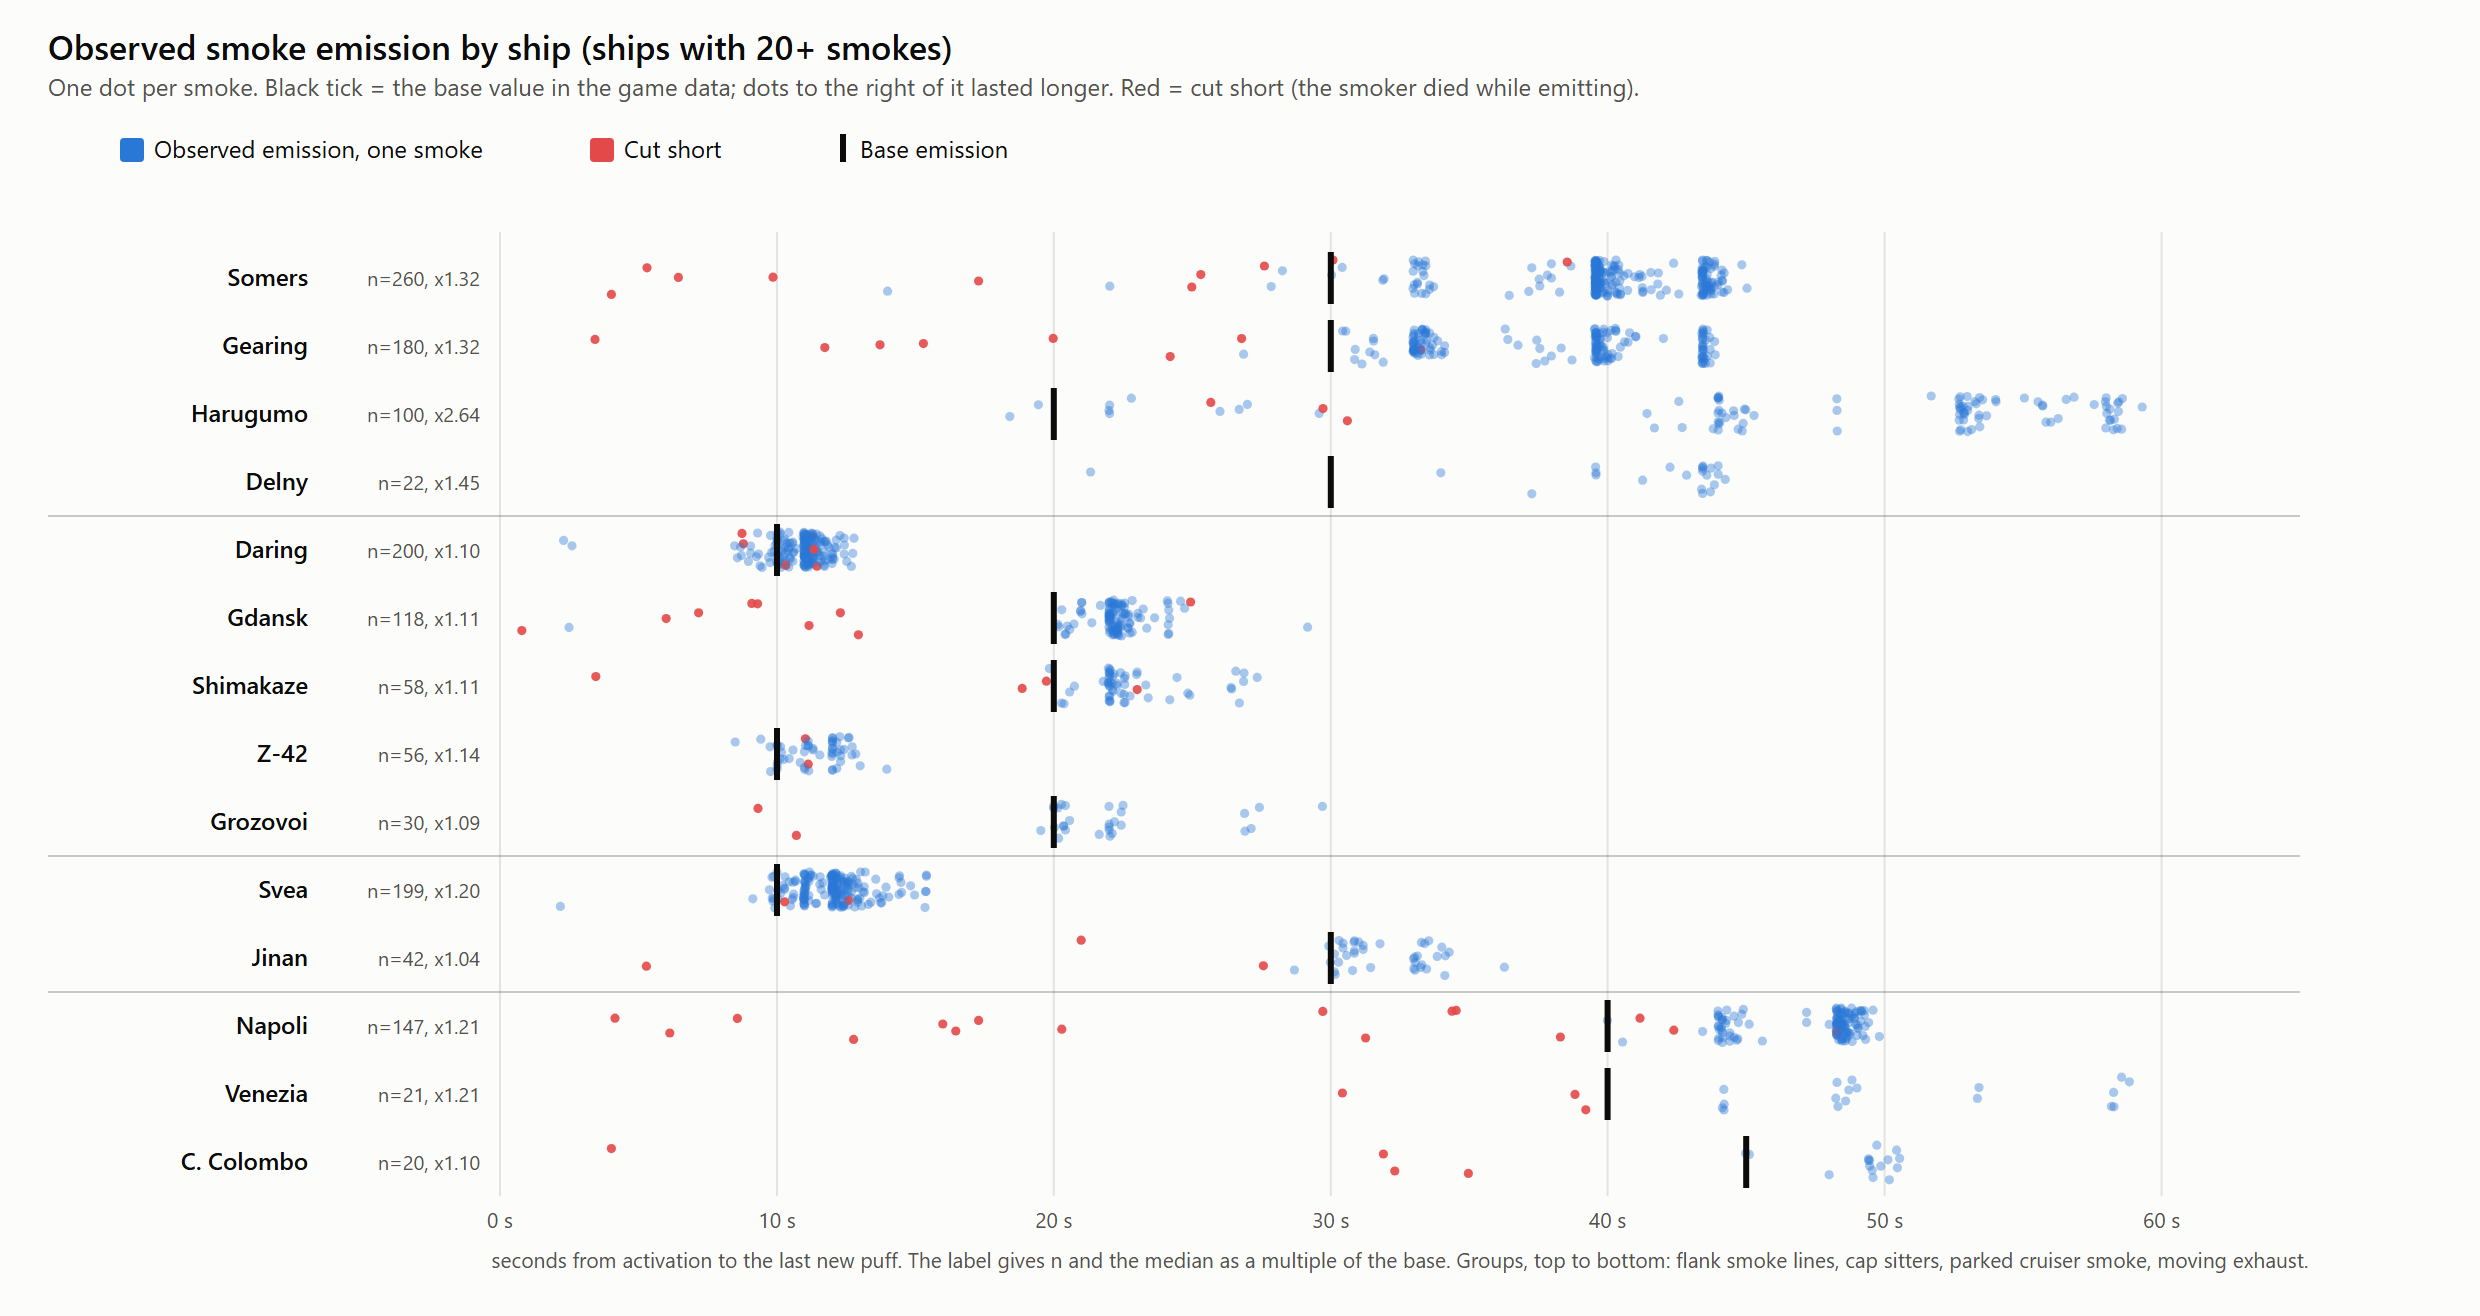 Observed smoke emission by ship (ships with 20+ smokes)
One dot per smoke. Black tick = the base value in the game data; dots to the right of it lasted longer. Red = cut short (the smoker died while emitting).
Observed emission, one smoke Cut short Base emission
Somers n=260, x1.32
Gearing n=180, x1.32
Harugumo n=100, x2.64
Delny n=22, x1.45
Daring n=200, x1.10
Gdansk n=118, x1.11
Shimakaze n=58, x1.11
Z-42 n=56, x1.14
Grozovoi n=30, x1.09
Svea n=199, x1.20
Jinan n=42, x1.04
Napoli n=147, x1.21
Venezia n=21, x1.21
C. Colombo n=20, x1.10
0 s 10 s 20 s 30 s 40 s 50 s 60 s
seconds from activation to the last new puff. The label gives n and the median as a multiple of the base. Groups, top to bottom: flank smoke lines, cap sitters, parked cruiser smoke, moving exhaust.